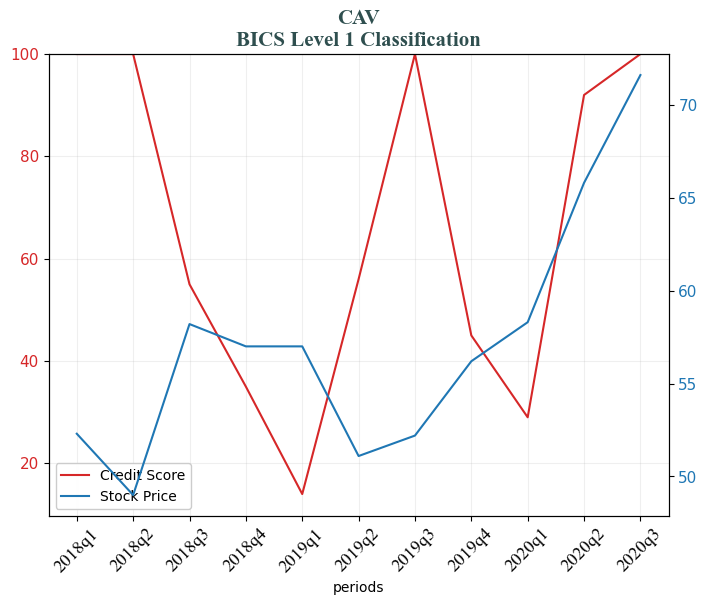 CAV
BICS Level 1 Classification
100
80
60
40
20
70
65
60
55
50
Credit Score
Stock Price
2018q1
2018q2
2018q3
2018q4
2019q1
2019q2
2019q3
2019q4
2020q1
2020q2
2020q3
periods